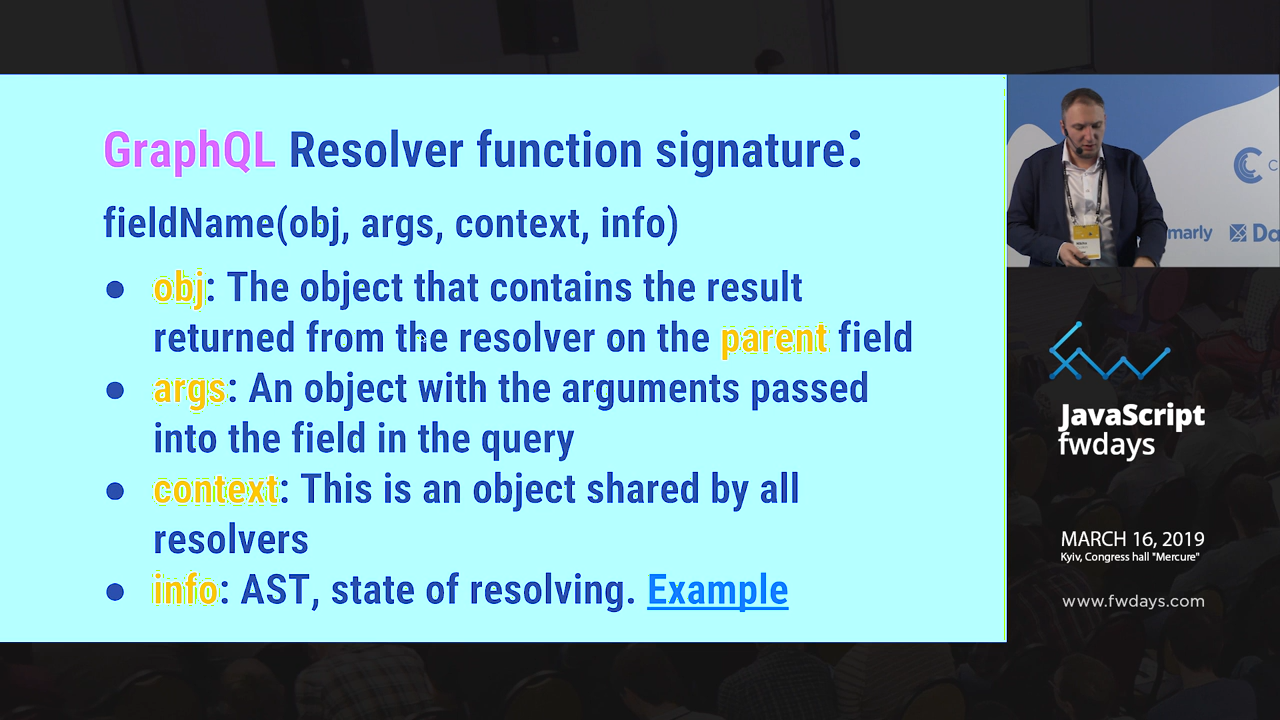 GraphQL Resolver function signature:
fieldName(obj, args, context, info)
● obj: The object that contains the result
returned from the resolver on the parent field
● args: An object with the arguments passed
into the field in the query
● context: This is an object shared by all
resolvers
● info: AST, state of resolving. Example
marly
Da
JavaScript
fwdays
MARCH 16, 2019
Kyiv, Congress hall "Mercure"
www.fwdays.com